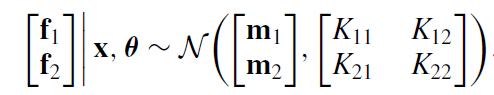 [f₁ f₂] | x, θ ∼ 𝒩([m₁ m₂], [K₁₁ K₁₂ K₂₁ K₂₂])